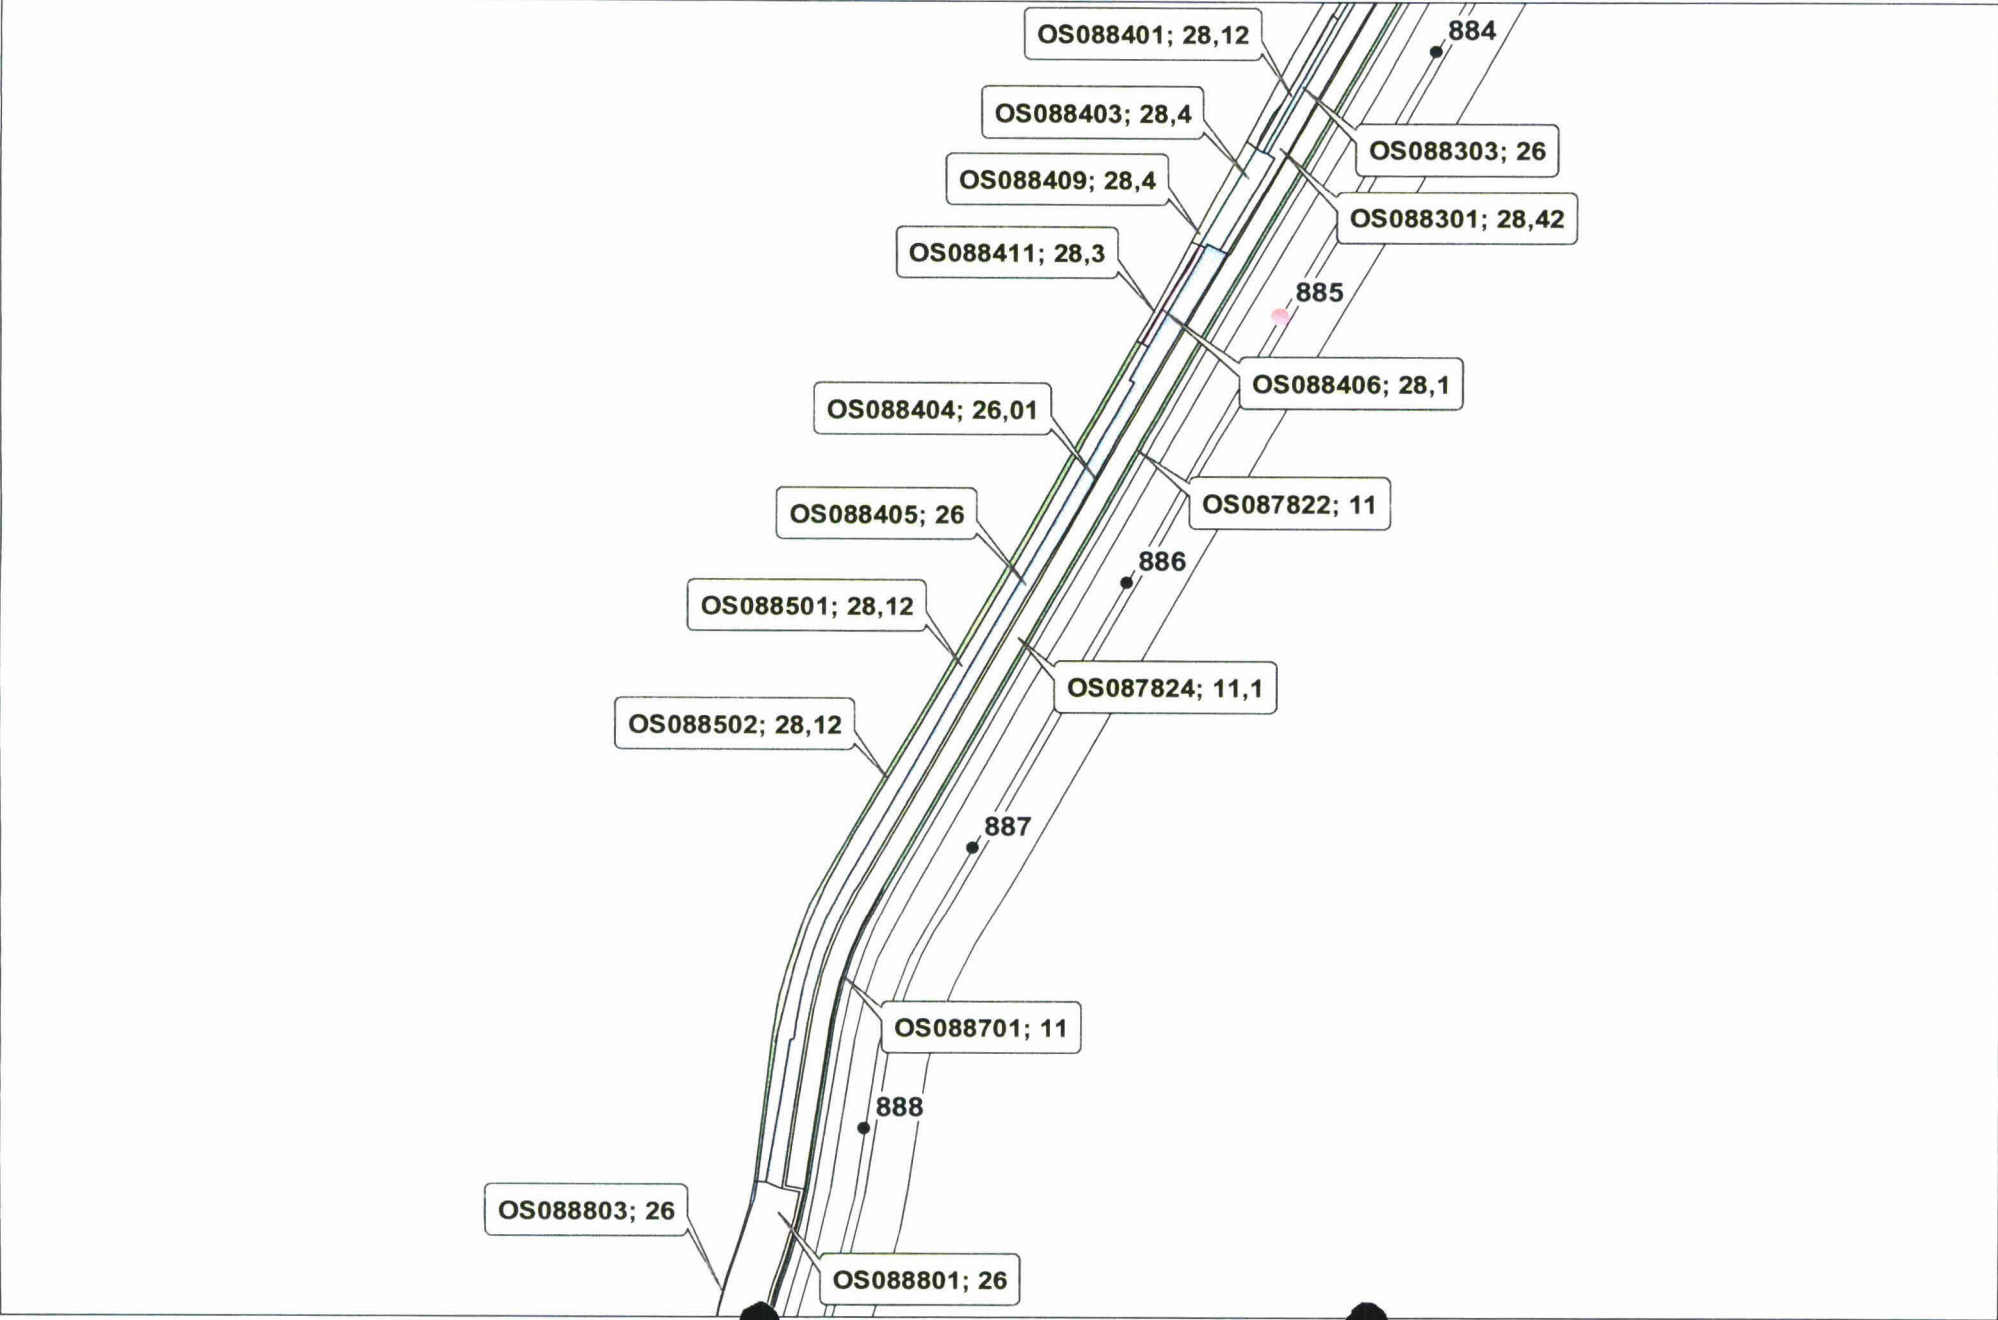 884
OS088401; 28,12
OS088403; 28,4
OS088303; 26
OS088409; 28,4
OS088301; 28,42
OS088411; 28,3
885
OS088406; 28,1
OS088404; 26,01
OS087822; 11
OS088405; 26
886
OS088501; 28,12
OS087824; 11,1
OS088502; 28,12
887
OS088701; 11
888
OS088803; 26
OS088801; 26